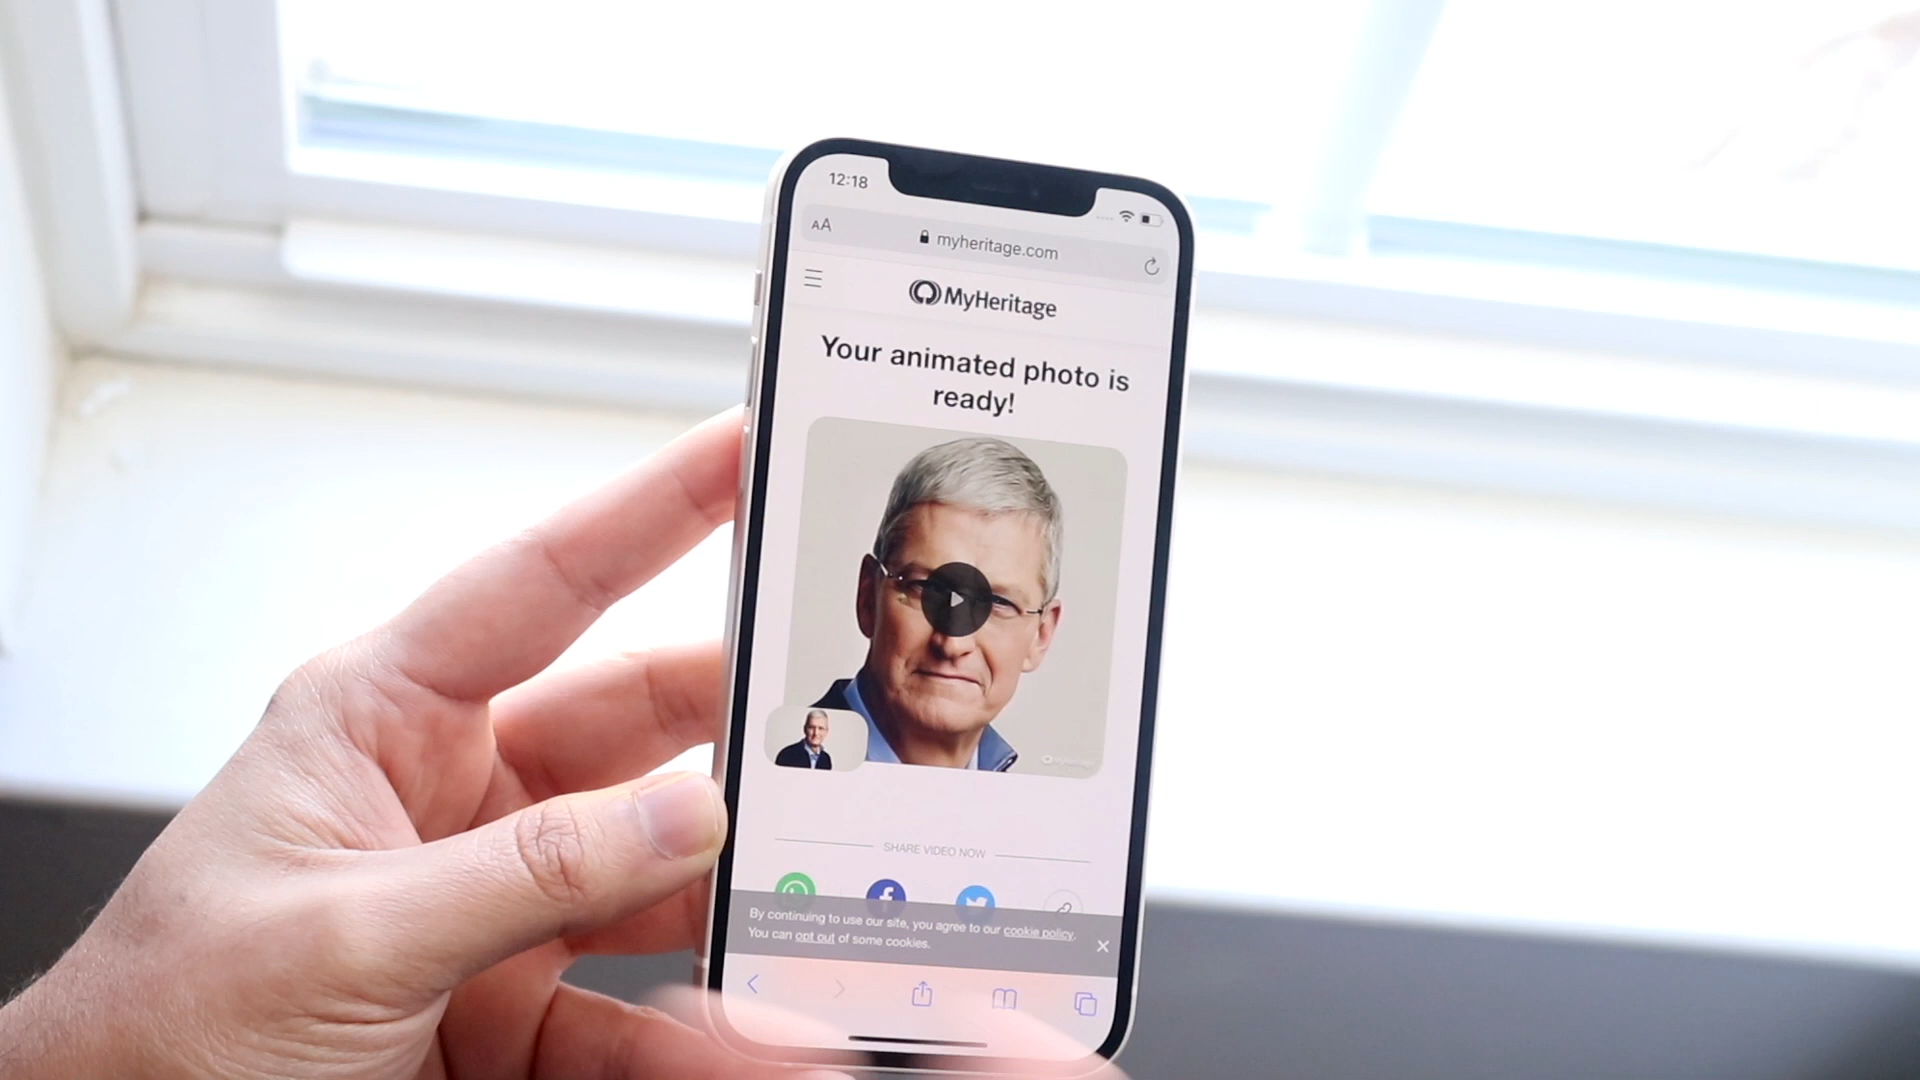 12:18
AA
myheritage.com
MyHeritage
Your animated photo is
ready!
MyHeritage
SHARE VIDEO NOW
By continuing to use our site, you agree to our cookie policy.
You can opt out of some cookies.